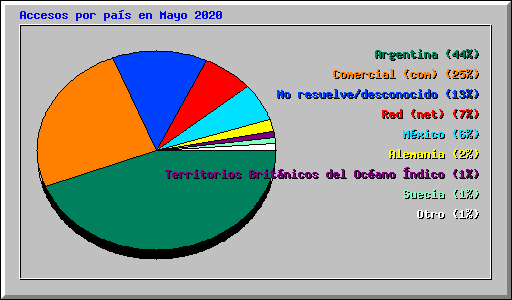 Accesos por país en Mayo 2020
Argentina (44%)
Comercial (com) (25%)
No resuelve/desconocido (13%)
Red (net) (7%)
México (6%)
Alemania (2%)
Territorios Británicos del Océano Índico (1%)
Suecia (1%)
Otro (1%)